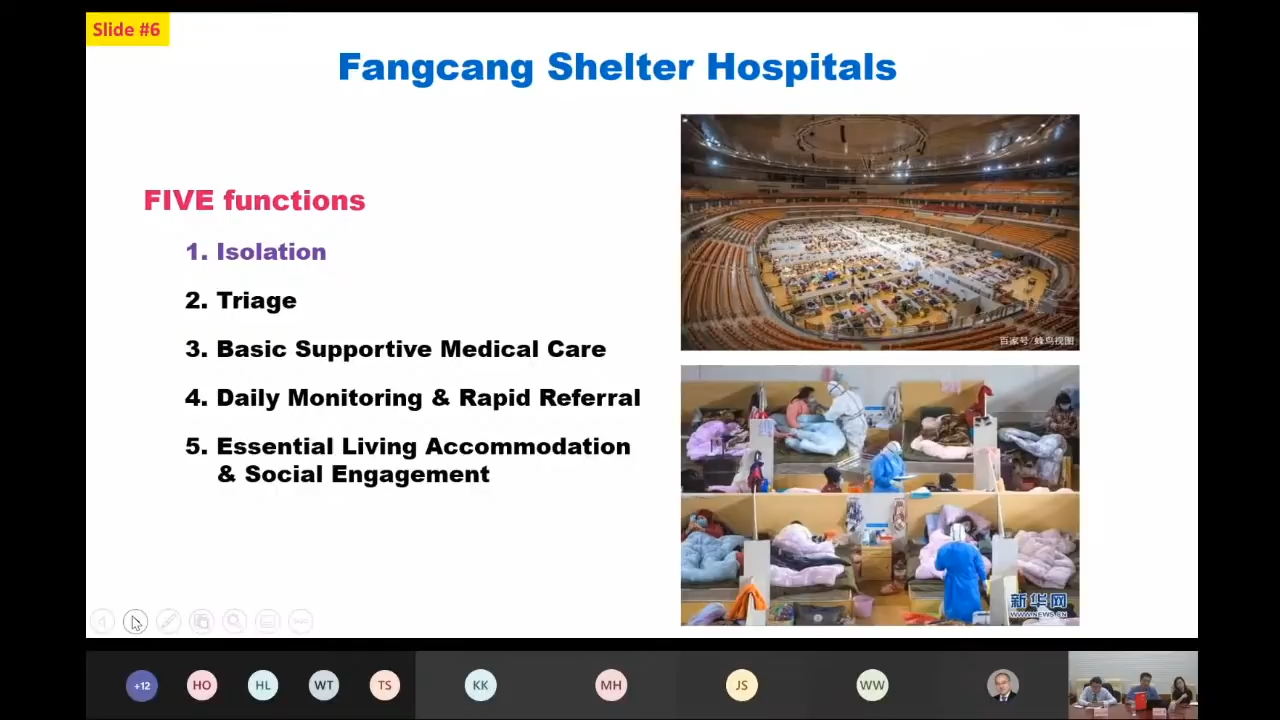 Slide #6
Fangcang Shelter Hospitals
FIVE functions
1. Isolation
2. Triage
3. Basic Supportive Medical Care
4. Daily Monitoring & Rapid Referral
5. Essential Living Accommodation
& Social Engagement
百家号/蜂鸟视图
新华网
WWW.NEWS.CN
+12
HO
HL
WT
TS
KK
MH
JS
WW